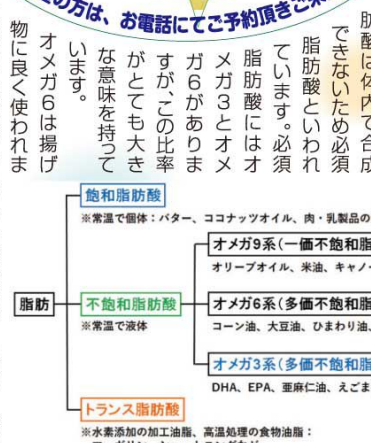 の方は、お電話にてご予約頂きご来
肪酸は体内で合成
できないため必須
脂肪酸といわれ
ています。必須
脂肪酸にはオ
メガ3とオメ
ガ6がありま
すが、この比率
がとても大き
な意味を持って
います。
オメガ6は揚げ
物に良く使われま
脂肪
飽和脂肪酸
※常温で個体:バター、ココナッツオイル、肉・乳製品の
不飽和脂肪酸
※常温で液体
オメガ9系(一価不飽和脂
オリーブオイル、米油、キャノ
オメガ6系(多価不飽和脂
コーン油、大豆油、ひまわり油、
オメガ3系(多価不飽和脂
DHA、EPA、亜麻仁油、えごま
トランス脂肪酸
※水素添加の加工油脂、高温処理の食物油脂: